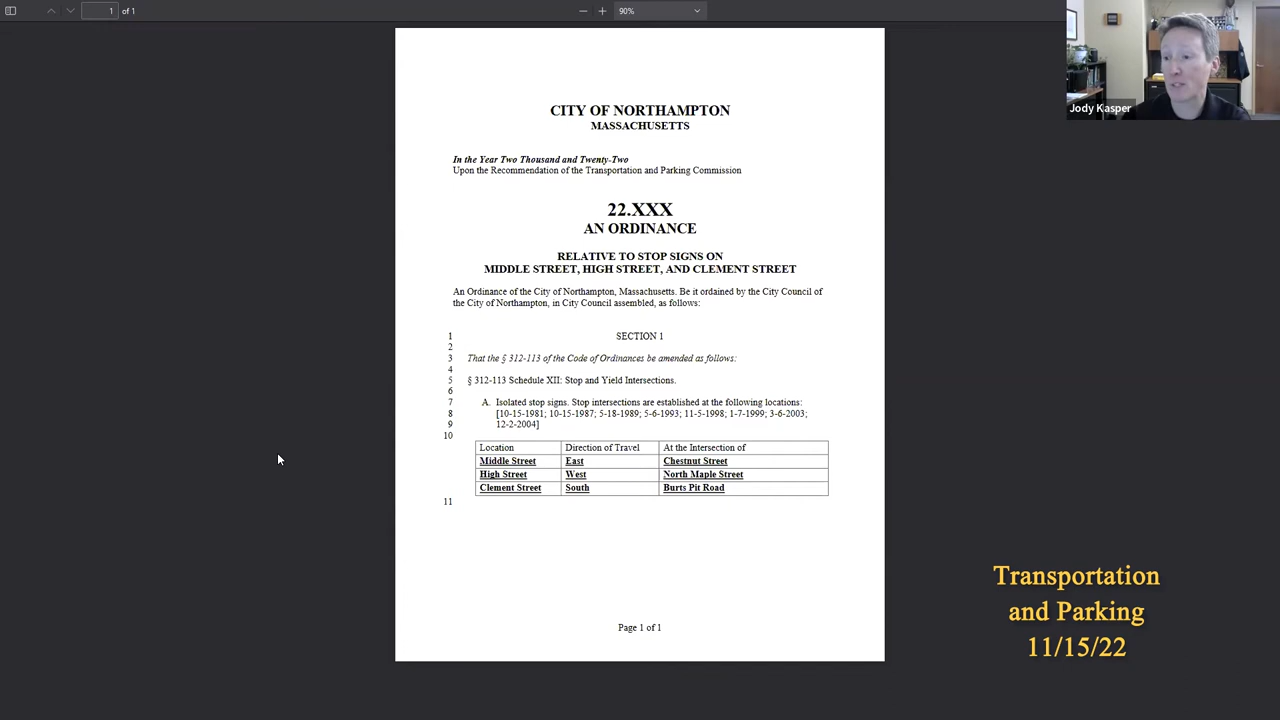 1 of 1
90%
Jody Kasper
CITY OF NORTHAMPTON
MASSACHUSETTS
In the Year Two Thousand and Twenty-Two
Upon the Recommendation of the Transportation and Parking Commission
22.XXX
AN ORDINANCE
RELATIVE TO STOP SIGNS ON
MIDDLE STREET, HIGH STREET, AND CLEMENT STREET
An Ordinance of the City of Northampton, Massachusetts. Be it ordained by the City Council of
the City of Northampton, in City Council assembled, as follows:
1 SECTION 1
2
3 That the § 312-113 of the Code of Ordinances be amended as follows:
4
5 § 312-113 Schedule XII: Stop and Yield Intersections.
6
7 A. Isolated stop signs. Stop intersections are established at the following locations:
8 [10-15-1981; 10-15-1987; 5-18-1989; 5-6-1993; 11-5-1998; 1-7-1999; 3-6-2003;
9 12-2-2004]
10
Location Direction of Travel At the Intersection of
Middle Street East Chestnut Street
High Street West North Maple Street
Clement Street South Burts Pit Road
11
Page 1 of 1
Transportation
and Parking
11/15/22